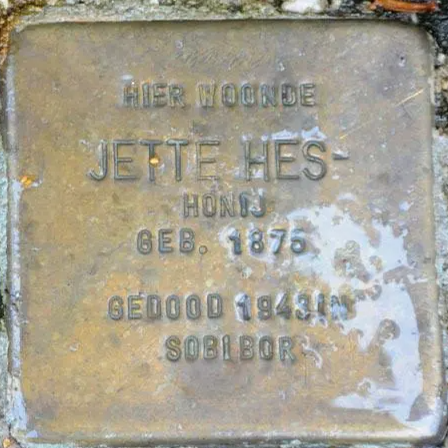 HIER WOONDE
JETTE HES-
HONIJ
GEB. 1875
GEDOOD 1943 IN
SOBIBOR